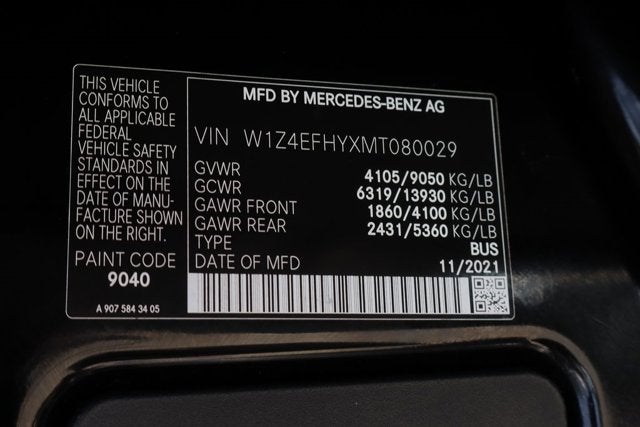 THIS VEHICLE
CONFORMS TO
ALL APPLICABLE
FEDERAL
VEHICLE SAFETY
STANDARDS IN
EFFECT ON THE
DATE OF MANU-
FACTURE SHOWN
ON THE RIGHT.
PAINT CODE
9040
A 907 584 34 05
MFD BY MERCEDES-BENZ AG
VIN W1Z4EFHYXMT080029
GVWR 4105/9050 KG/LB
GCWR 6319/13930 KG/LB
GAWR FRONT 1860/4100 KG/LB
GAWR REAR 2431/5360 KG/LB
TYPE BUS
DATE OF MFD 11/2021